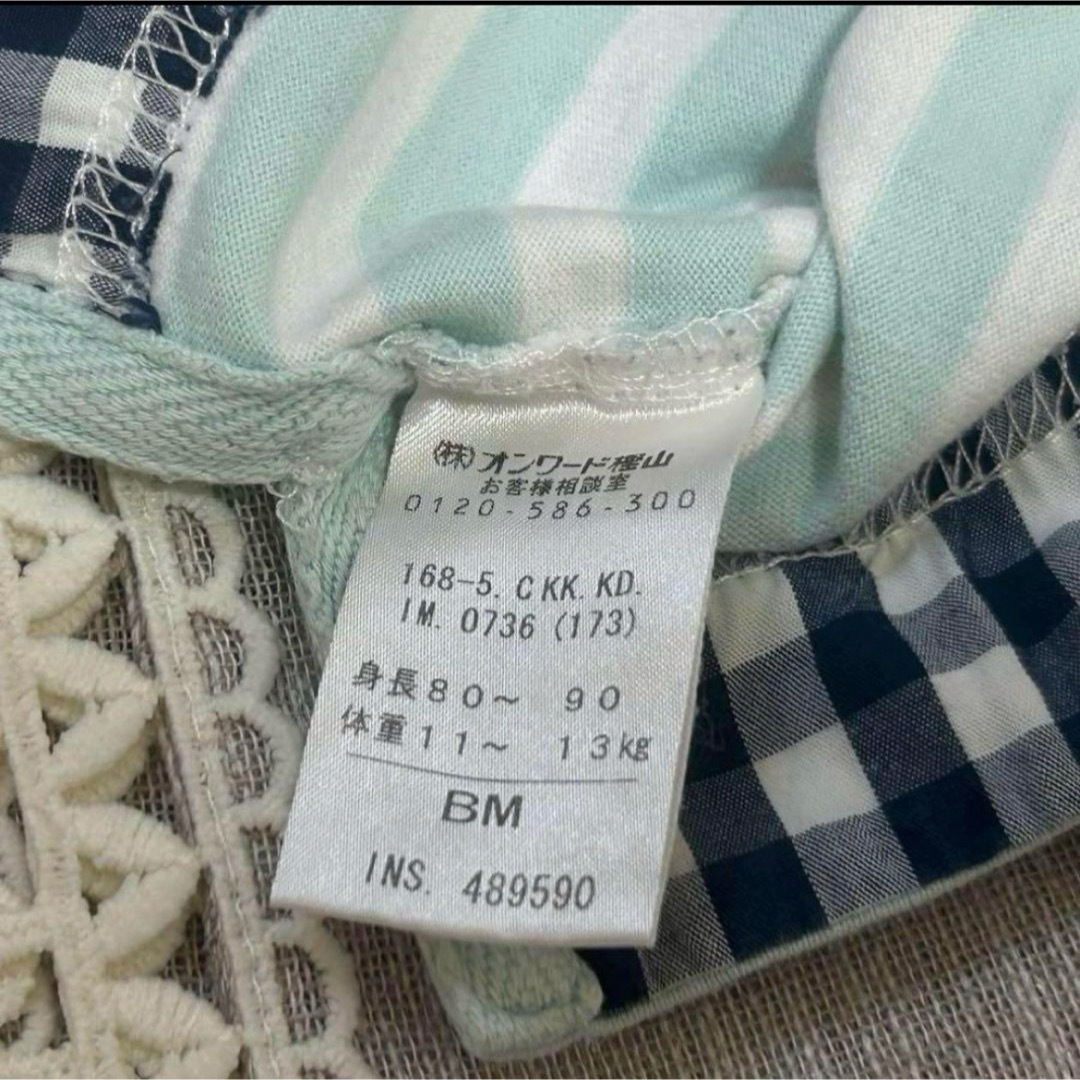 (株)オンワード樫山
お客様相談室
0120-586-300
168-5. CKK. KD.
IM. 0736 (173)
身長80~ 90
体重11~ 13kg
BM
INS. 489590